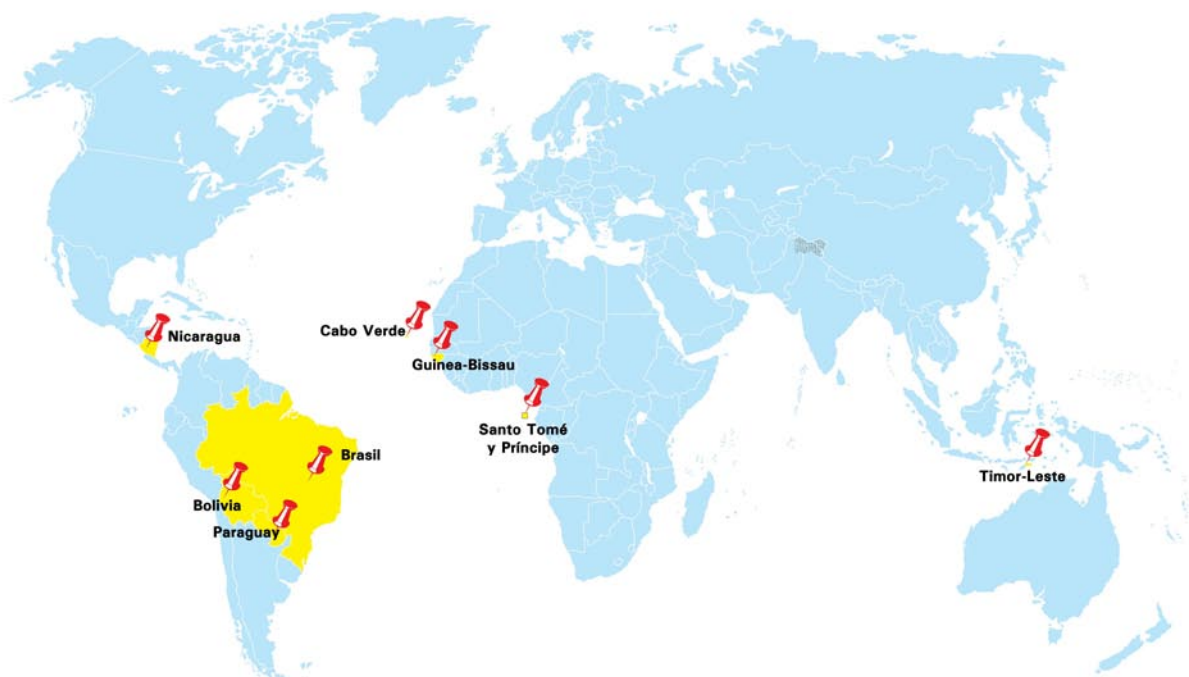 Nicaragua
Cabo Verde
Guinea-Bissau
Santo Tomé
y Príncipe
Brasil
Bolivia
Paraguay
Timor-Leste